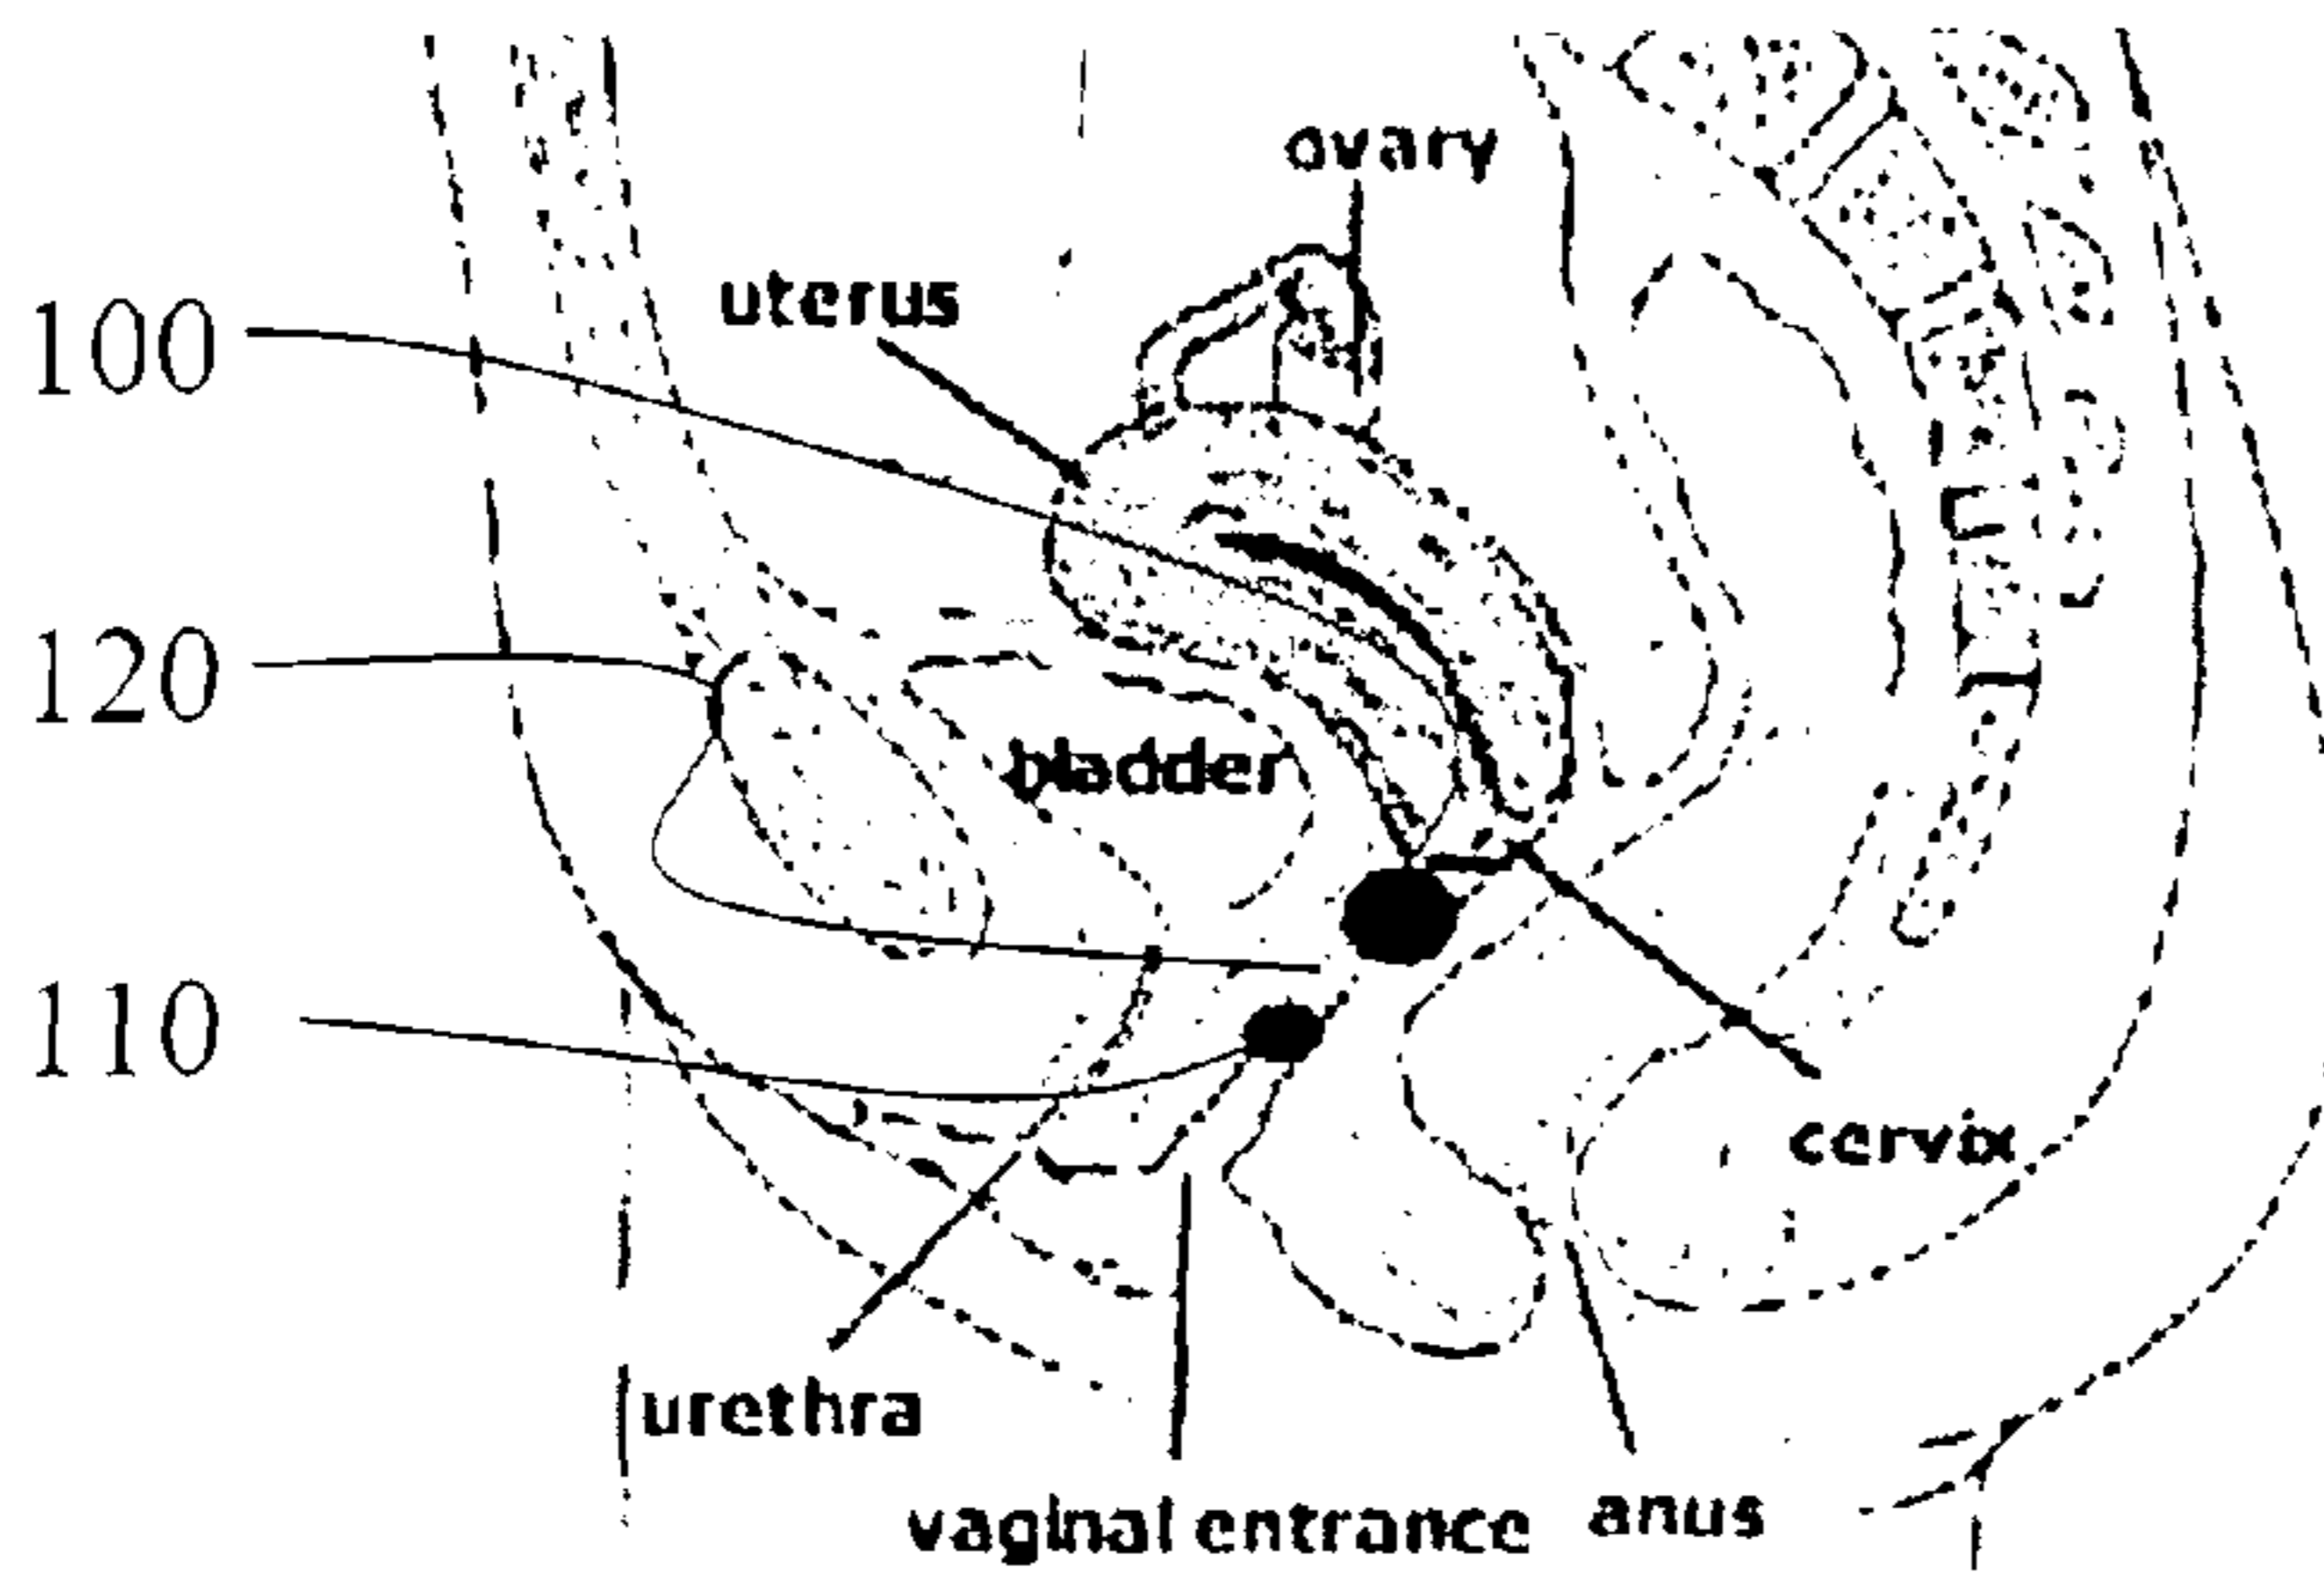 ovary
uterus
100
120
bladder
110
cervix
urethra
vaginal entrance
anus